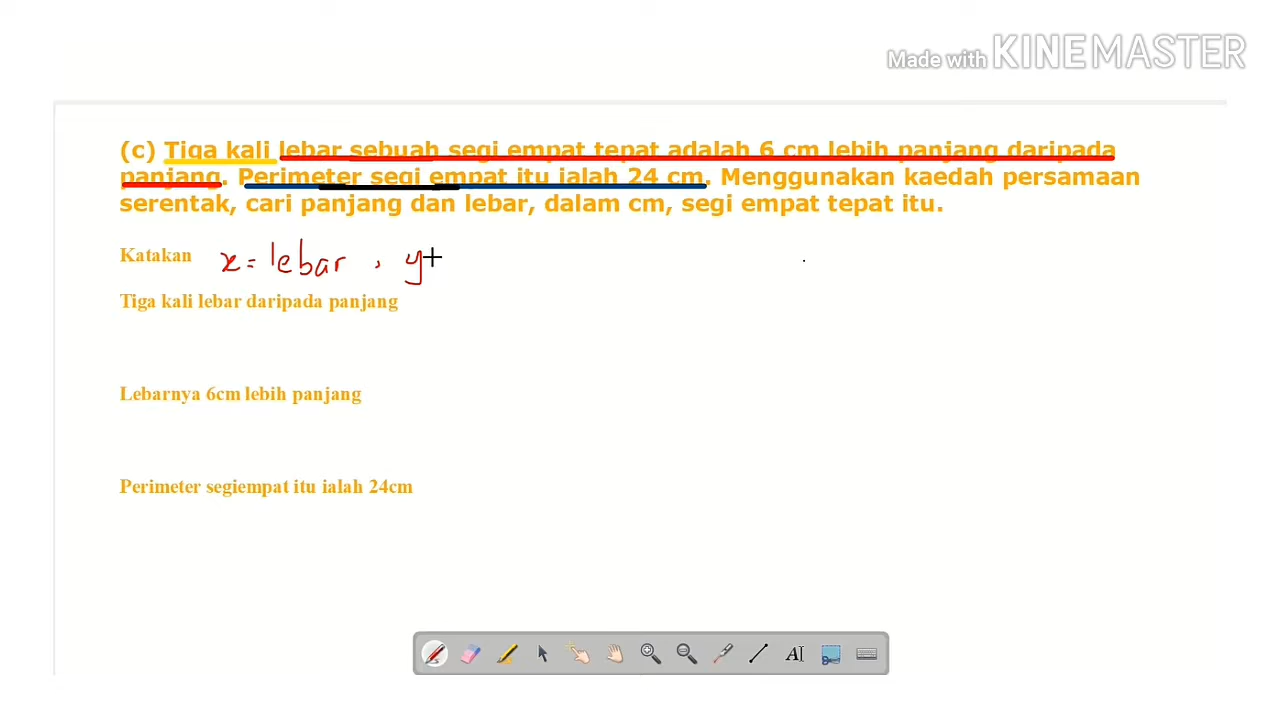 Made with KINEMASTER
(c) Tiga kali lebar sebuah segi empat tepat adalah 6 cm lebih panjang daripada
panjang. Perimeter segi empat itu ialah 24 cm. Menggunakan kaedah persamaan
serentak, cari panjang dan lebar, dalam cm, segi empat tepat itu.
Katakan x = lebar , y
Tiga kali lebar daripada panjang
Lebarnya 6cm lebih panjang
Perimeter segiempat itu ialah 24cm
A